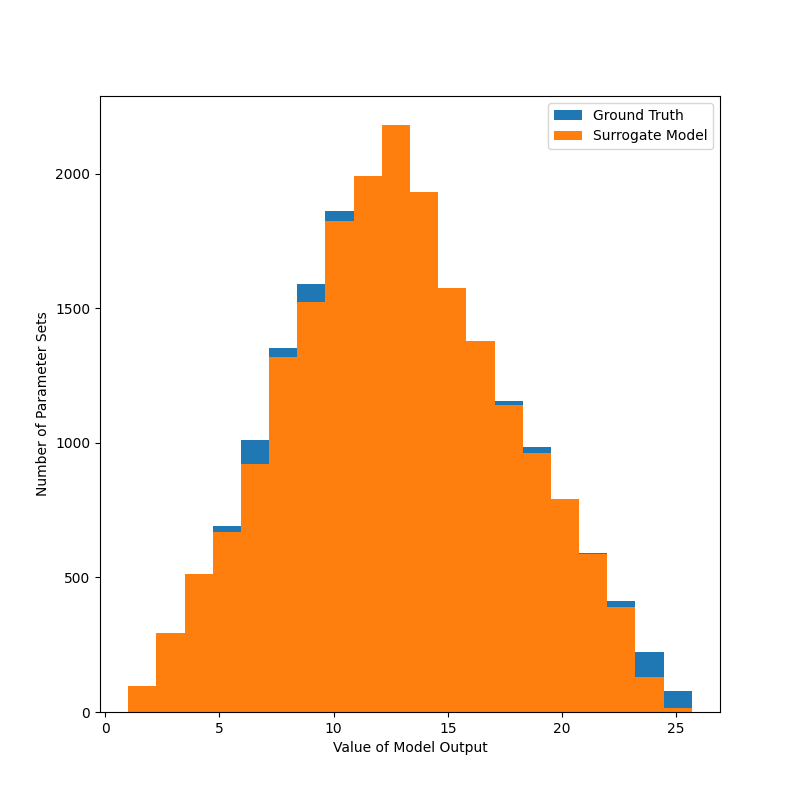 Ground Truth
Surrogate Model
Number of Parameter Sets
2000
1500
1000
500
0
0 5 10 15 20 25
Value of Model Output